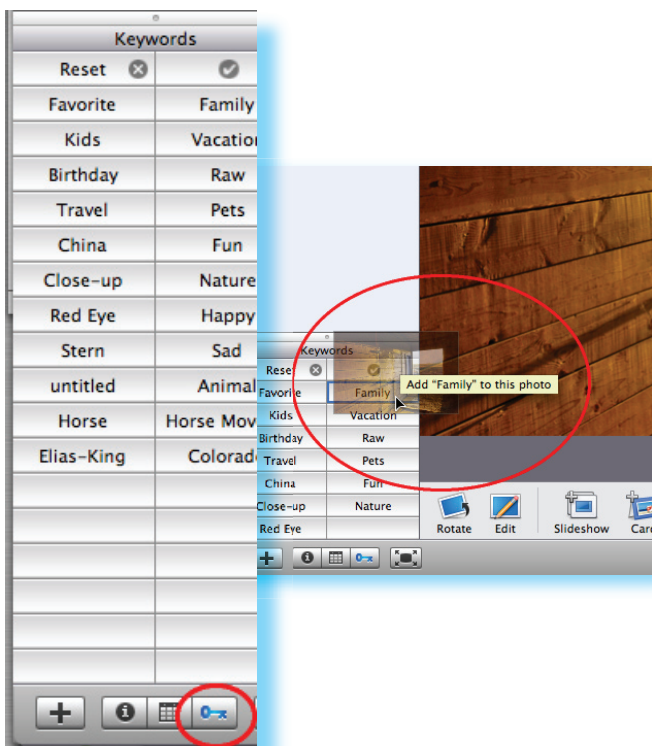 Keywords
Reset
Favorite Family
Kids Vacation
Birthday Raw
Travel Pets
China Fun
Close-up Nature
Red Eye Happy
Stern Sad
untitled Animal
Horse Horse Mov
Elias-King Colorad
Keywords
Reset
Add "Family" to this photo
Favorite Family
Kids Vacation
Birthday Raw
Travel Pets
China Fun
Close-up Nature
Red Eye
Rotate Edit Slideshow Car